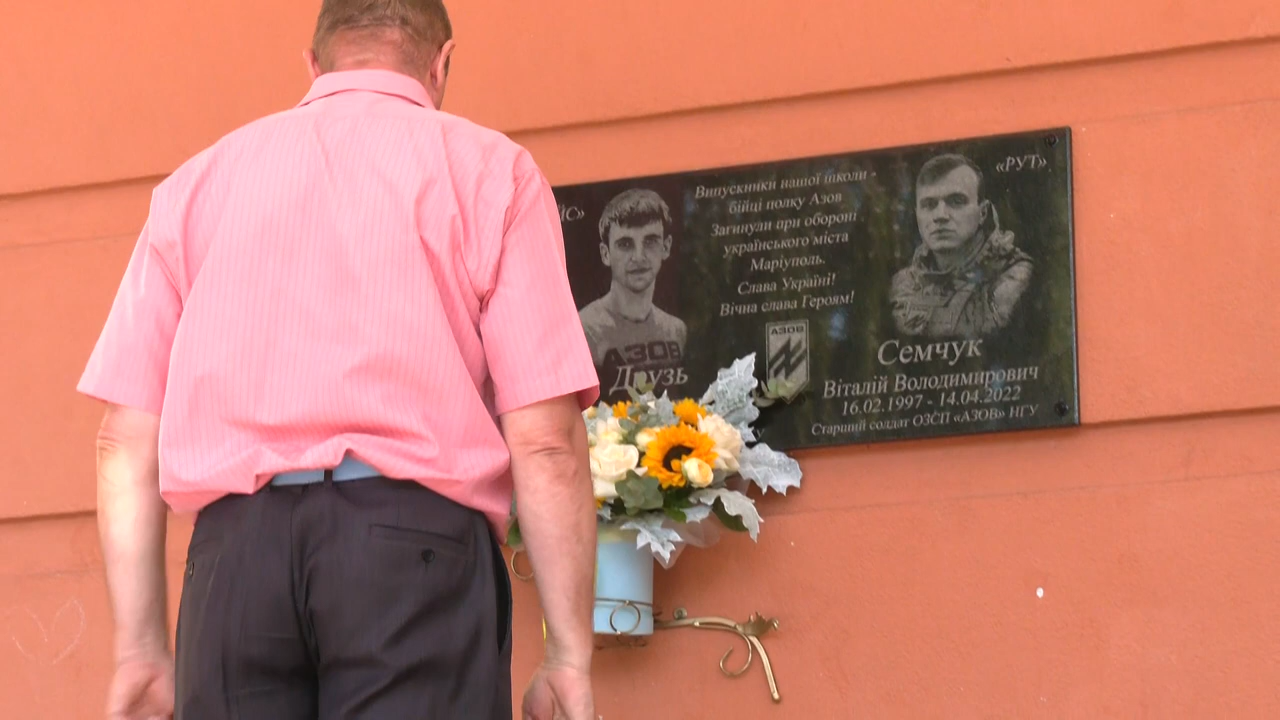 Випускники нашої школи -
бійці полку Азов
Загинули при обороні
українського міста
Маріуполь.
Слава Україні!
Вічна слава Героям!
АЗОВ
Друзь
АЗОВ
«РУТ»
Семчук
Віталій Володимирович
16.02.1997 - 14.04.2022
Старший солдат ОЗСП «АЗОВ» НГУ